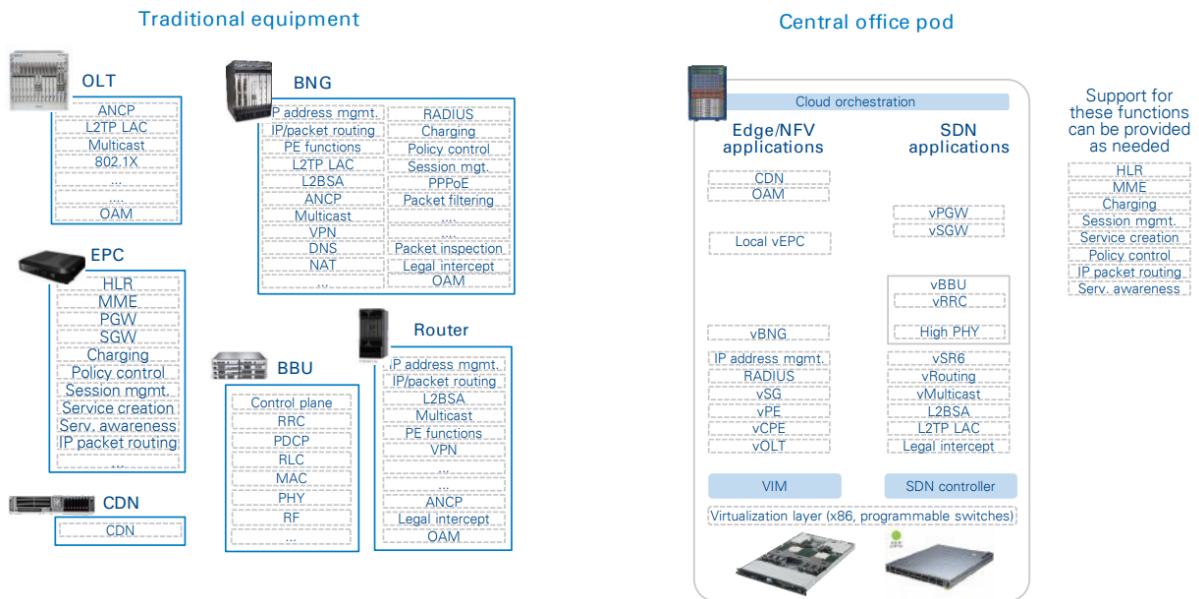 Traditional equipment
OLT
ANCP
L2TP LAC
Multicast
802.1X
...
....
OAM
BNG
IP address mgmt.
IP/packet routing
PE functions
L2TP LAC
L2BSA
ANCP
Multicast
VPN
DNS
NAT
...
RADIUS
Charging
Policy control
Session mgt.
PPPoE
Packet filtering
....
....
Packet inspection
Legal intercept
OAM
EPC
HLR
MME
PGW
SGW
Charging
Policy control
Session mgmt.
Service creation
Serv. awareness
IP packet routing
...
CDN
CDN
BBU
Control plane
RRC
PDCP
RLC
MAC
PHY
RF
...
Router
IP address mgmt.
IP/packet routing
L2BSA
Multicast
PE functions
VPN
...
...
ANCP
Legal intercept
OAM
Central office pod
Cloud orchestration
Edge/NFV
applications
CDN
OAM
Local vEPC
vBNG
IP address mgmt.
RADIUS
vSG
vPE
vCPE
vOLT
SDN
applications
vPGW
vSGW
vBBU
vRRC
High PHY
vSR6
vRouting
vMulticast
L2BSA
L2TP LAC
Legal intercept
VIM
SDN controller
Virtualization layer (x86, programmable switches)
Support for
these functions
can be provided
as needed
HLR
MME
Charging
Session mgmt.
Service creation
Policy control
IP packet routing
Serv. awareness